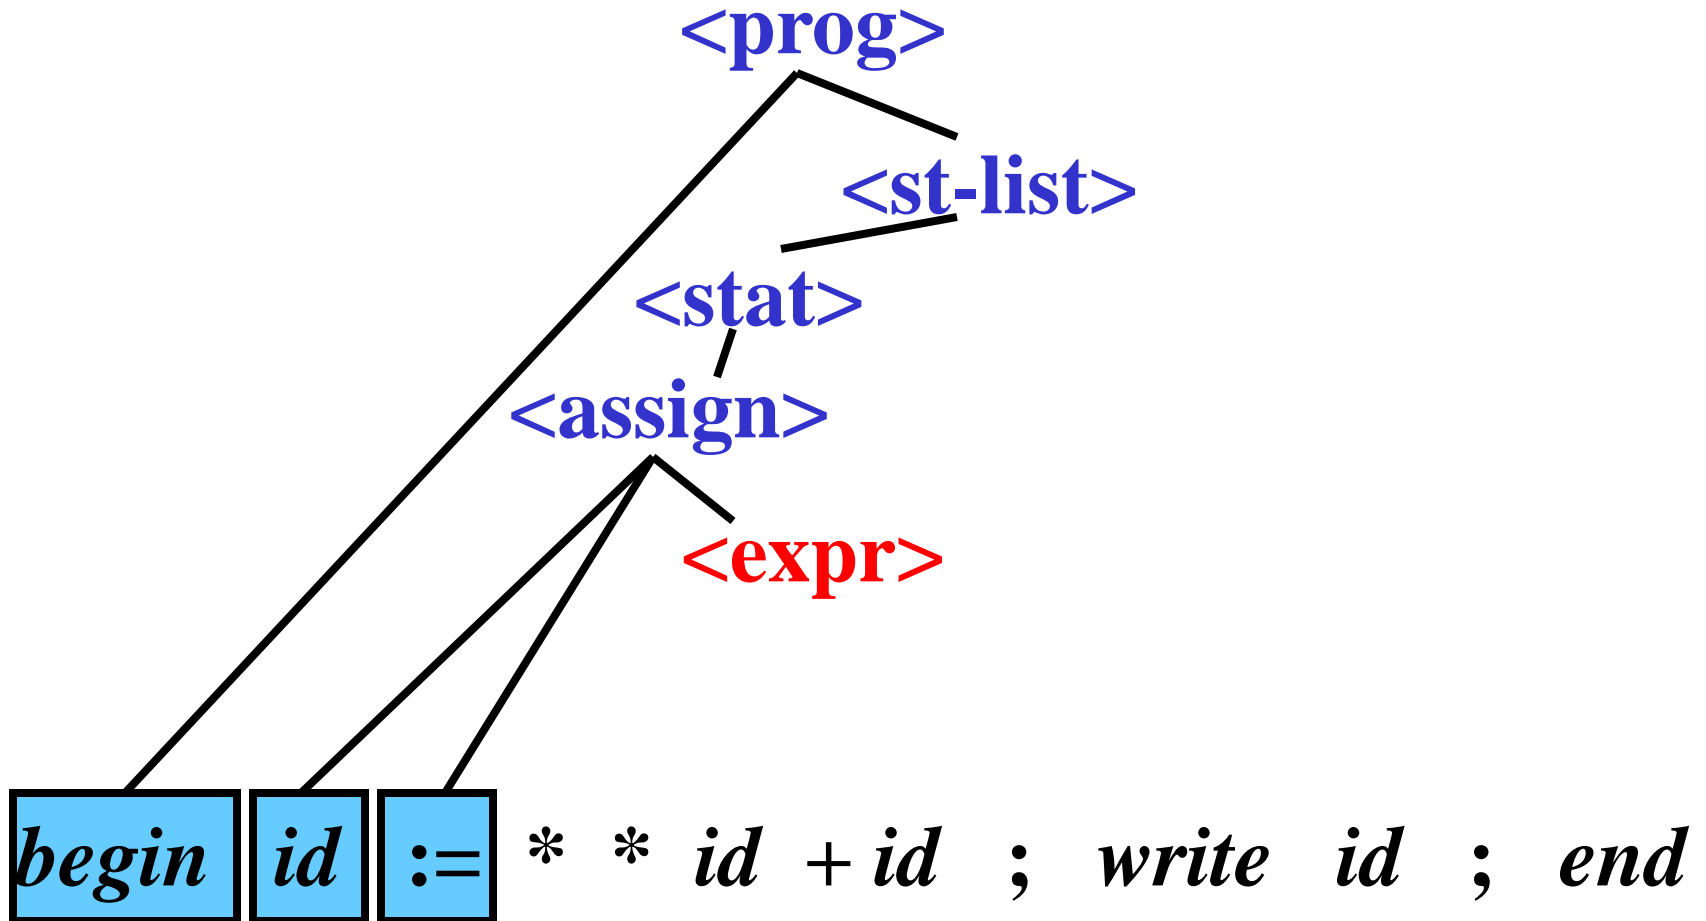 <prog>
<st-list>
<stat>
<assign>
<expr>
begin id := * * id + id ; write id ; end